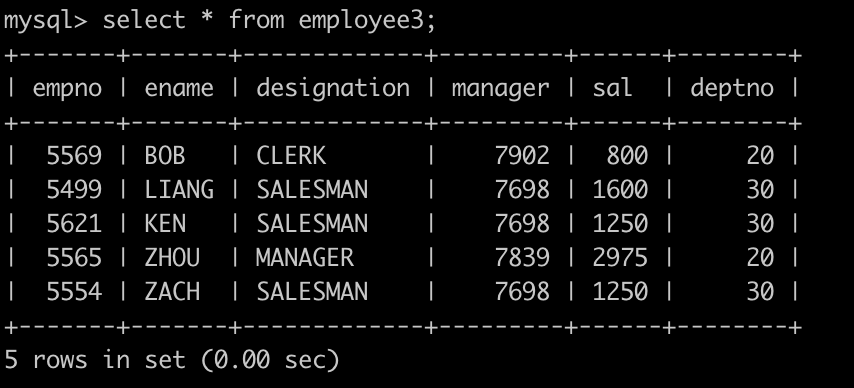 mysql> select * from employee3;
+-------+-------+-------------+---------+------+--------+
| empno | ename | designation | manager | sal  | deptno |
+-------+-------+-------------+---------+------+--------+
|  5569 | BOB   | CLERK       |    7902 |  800 |     20 |
|  5499 | LIANG | SALESMAN    |    7698 | 1600 |     30 |
|  5621 | KEN   | SALESMAN    |    7698 | 1250 |     30 |
|  5565 | ZHOU  | MANAGER     |    7839 | 2975 |     20 |
|  5554 | ZACH  | SALESMAN    |    7698 | 1250 |     30 |
+-------+-------+-------------+---------+------+--------+
5 rows in set (0.00 sec)